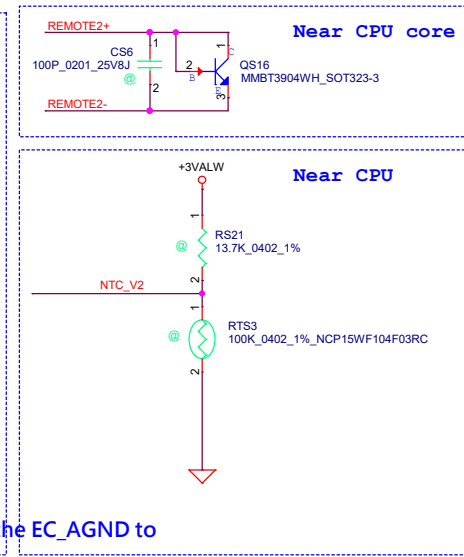 REMOTE2+
Near CPU core
1
CS6
1
QS16
100P_0201_25V8J
2
C
MMBT3904WH_SOT323-3
@
B
E
2
3
REMOTE2-
+3VALW
Near CPU
1
RS21
@
13.7K_0402_1%
2
NTC_V2
1
RTS3
@
100K_0402_1%_NCP15WF104F03RC
2
he EC_AGND to